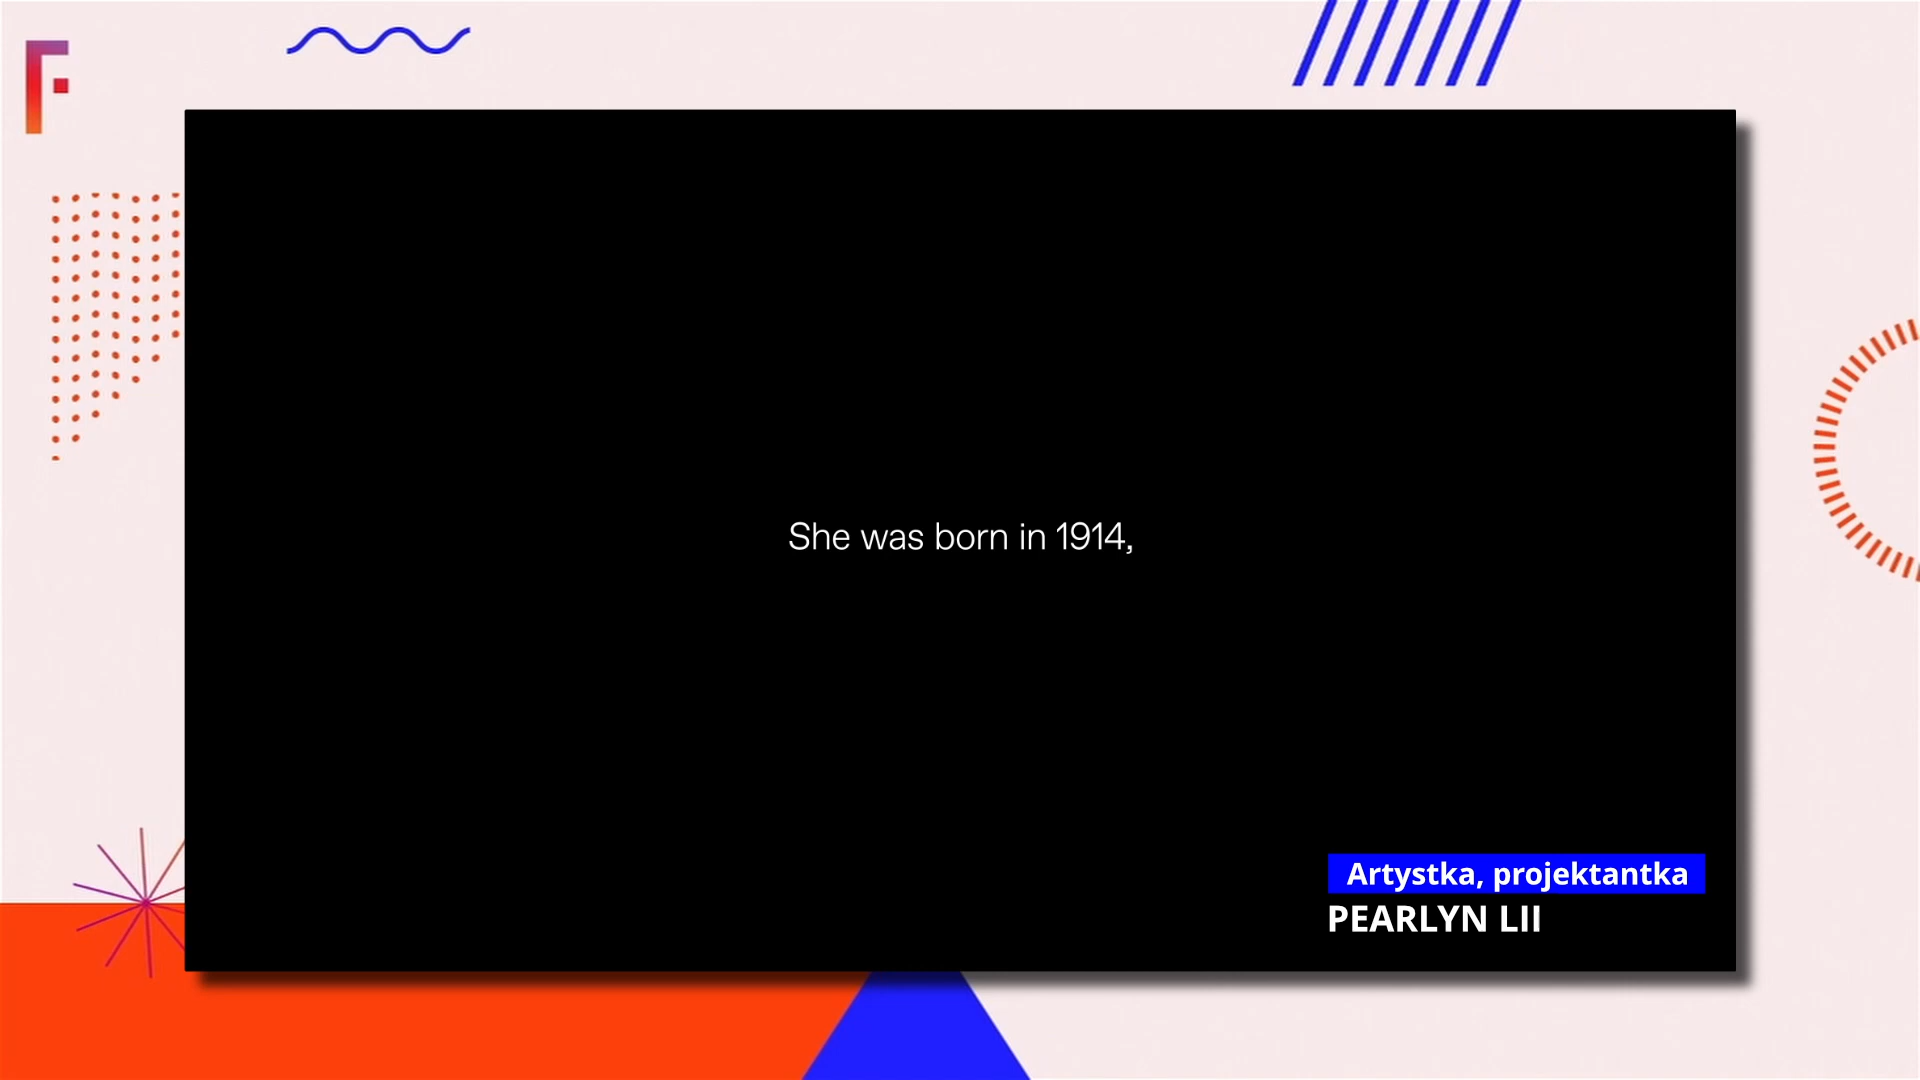 She was born in 1914,
Artystka, projektantka
PEARLYN LII